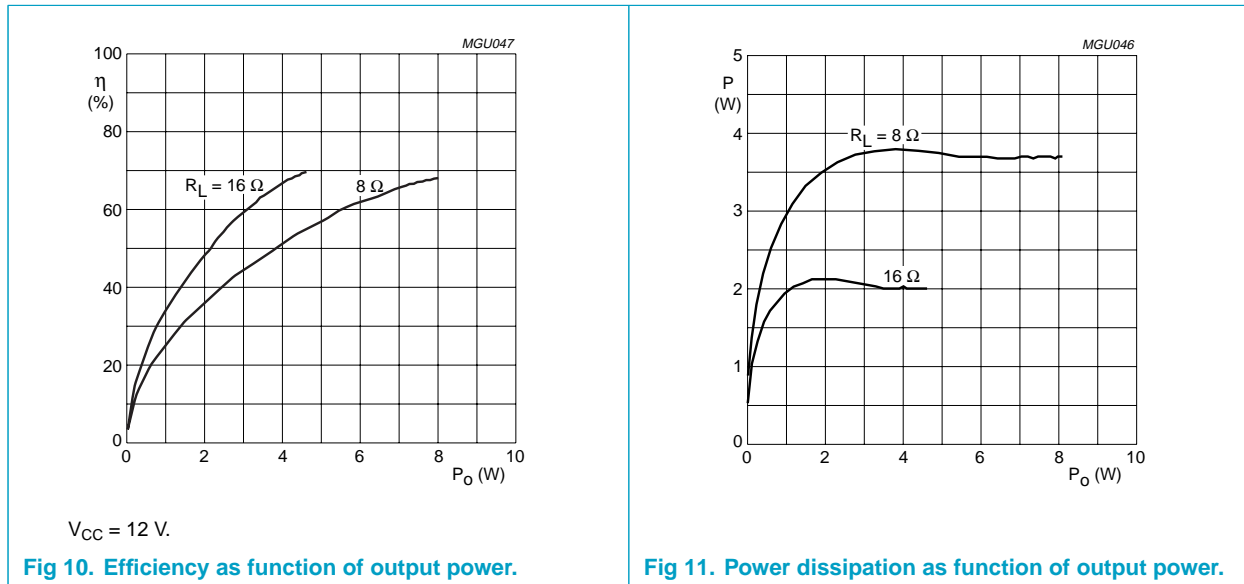 MGU047
100
η
(%)
80
60
40
20
0
R_L = 16 Ω
8 Ω
0 2 4 6 8 10
P_o (W)
V_CC = 12 V.
Fig 10. Efficiency as function of output power.
MGU046
5
P
(W)
4
3
2
1
0
R_L = 8 Ω
16 Ω
0 2 4 6 8 10
P_o (W)
Fig 11. Power dissipation as function of output power.